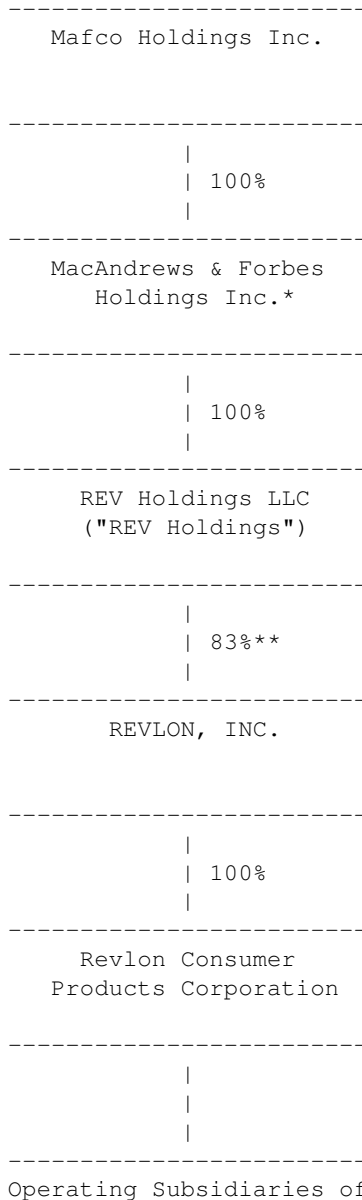 -------------------------
Mafco Holdings Inc.
-------------------------
|
| 100%
|
-------------------------
MacAndrews & Forbes
Holdings Inc.*
-------------------------
|
| 100%
|
-------------------------
REV Holdings LLC
("REV Holdings")
-------------------------
|
| 83%**
|
-------------------------
REVLON, INC.
-------------------------
|
| 100%
|
-------------------------
Revlon Consumer
Products Corporation
-------------------------
|
|
|
-------------------------
Operating Subsidiaries of